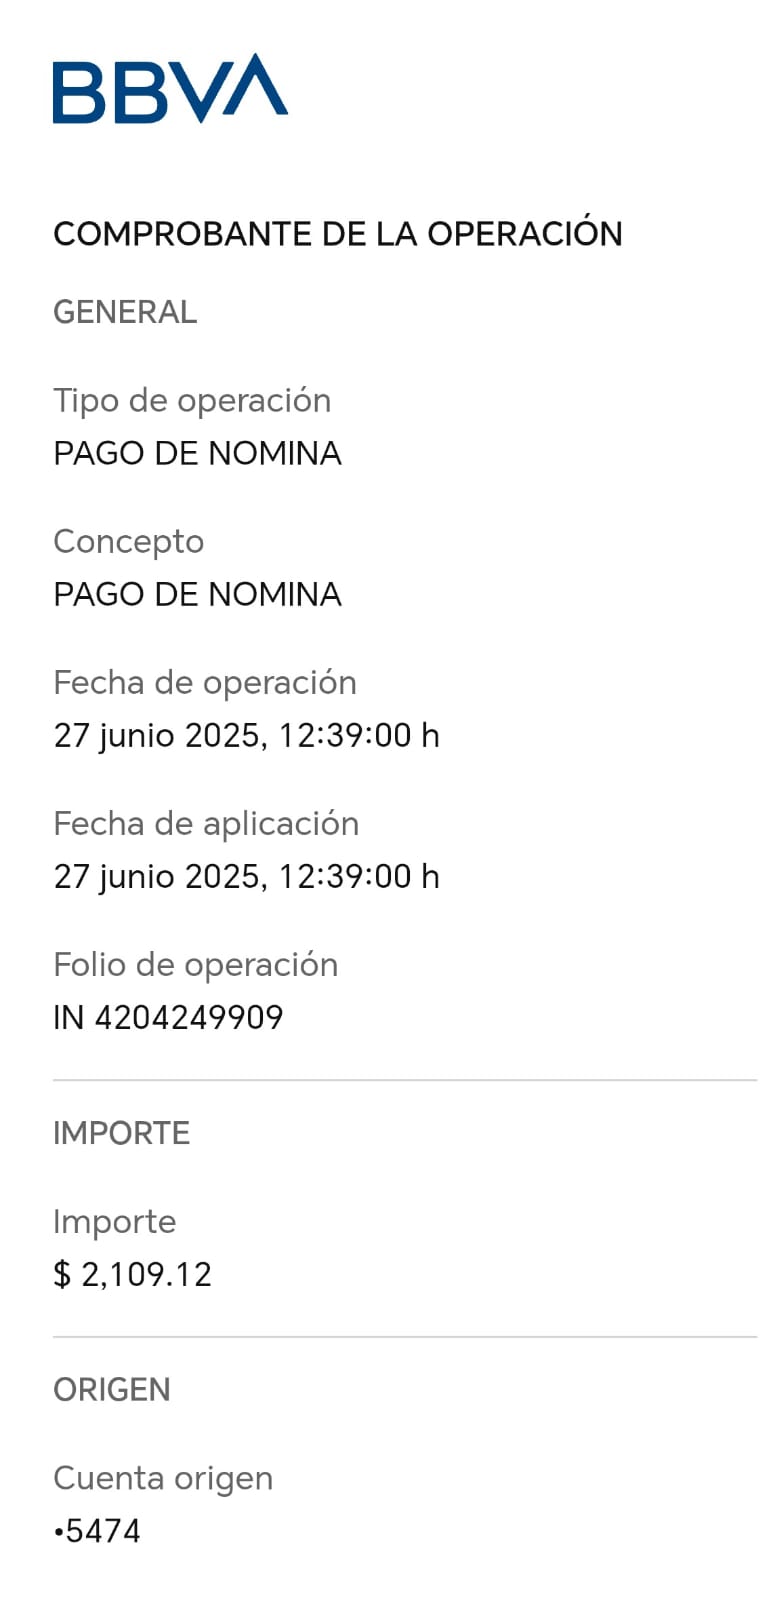 BBVA
COMPROBANTE DE LA OPERACIÓN
GENERAL
Tipo de operación
PAGO DE NOMINA
Concepto
PAGO DE NOMINA
Fecha de operación
27 junio 2025, 12:39:00 h
Fecha de aplicación
27 junio 2025, 12:39:00 h
Folio de operación
IN 4204249909
IMPORTE
Importe
$ 2,109.12
ORIGEN
Cuenta origen
•5474